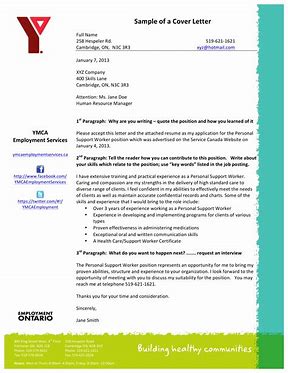 Sample of a Cover Letter
Full Name
258 Hespeler Rd.
Cambridge, ON, N3C 3R3
519-621-1621
xyz@hotmail.com
January 7, 2013
XYZ Company
400 Skills Lane
Cambridge, ON, N3C 3R3
Attention: Ms. Jane Doe
Human Resource Manager
1st Paragraph: Why are you writing – quote the position and how you learned of it
Please accept this letter and the attached resume as my application for the Personal
Support Worker position which was advertised on the Service Canada Website on
January 4, 2013.
2nd Paragraph: Tell the reader how you can contribute to this position. Write about
your skills which relate to the position; use "key words" listed in the job posting.
I have extensive training and practical experience as a Personal Support Worker.
Caring and compassion are my strengths in the delivery of high standard care to
diverse client groups. I feel confident in my abilities to effectively meet the needs
of clients as well as maintain accurate confidential records and charts. Some of the
skills and experience that I would bring to the role include:
• Over 3 years of experience working as a Personal Support Worker
• Experience in developing and implementing programs for clients of various
types
• Proven effectiveness in administering medications
• Exceptional oral and written communication skills
• A Health Care/Support Worker Certificate
3rd Paragraph: What do you want to happen next? ....... request an interview
The Personal Support Worker position represents an opportunity for me to bring my
proven abilities, structure and experience to your organization. I look forward to the
opportunity of meeting with you to discuss my suitability for this position. You may
contact me by telephone 519-621-1621.
Thank you for your time and consideration.
Sincerely,
Jane Smith
YMCA
Employment Services
ymcaemploymentservices.ca
www.facebook.com/
YMCAEmploymentServices
www.twitter.com/#!/
YMCAEmployment
EMPLOYMENT
ONTARIO
Building healthy communities